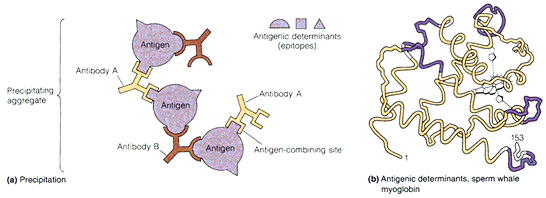 Antigen
Antigenic determinants
(epitopes)
Antibody A
Precipitating
aggregate
Antigen
Antibody A
Antibody B
Antigen
Antigen-combining site
(a) Precipitation
153
1
(b) Antigenic determinants, sperm whale
myoglobin